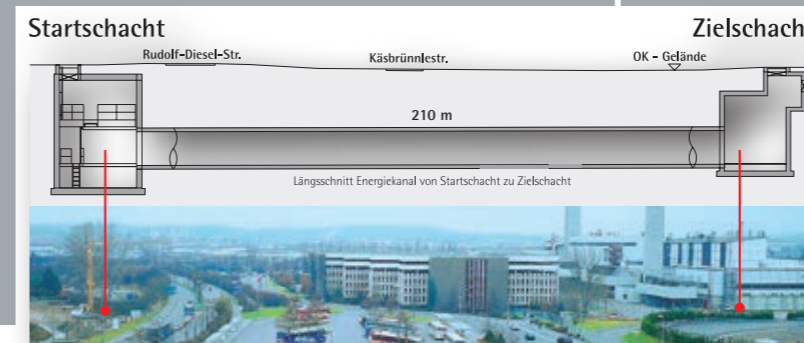 Startschacht
Zielschach
Rudolf-Diesel-Str.
Käsbrünnlestr.
OK - Gelände
210 m
Längsschnitt Energiekanal von Startschacht zu Zielschacht